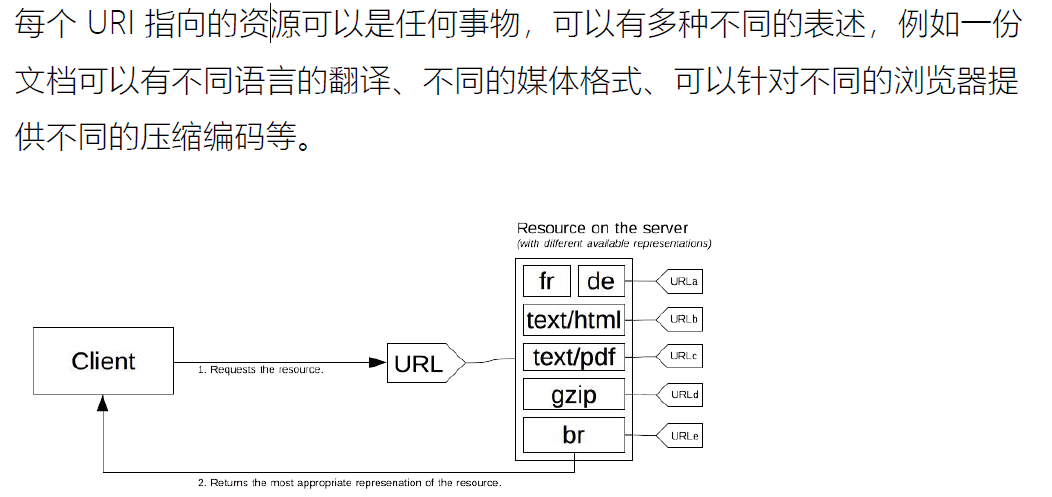 每个 URI 指向的资源可以是任何事物，可以有多种不同的表述，例如一份
文档可以有不同语言的翻译、不同的媒体格式、可以针对不同的浏览器提
供不同的压缩编码等。
Resource on the server
(with different available representations)
fr
de
URLa
text/html
URLb
Client
1. Requests the resource.
URL
text/pdf
URLc
gzip
URLd
br
URLe
2. Returns the most appropriate represenation of the resource.